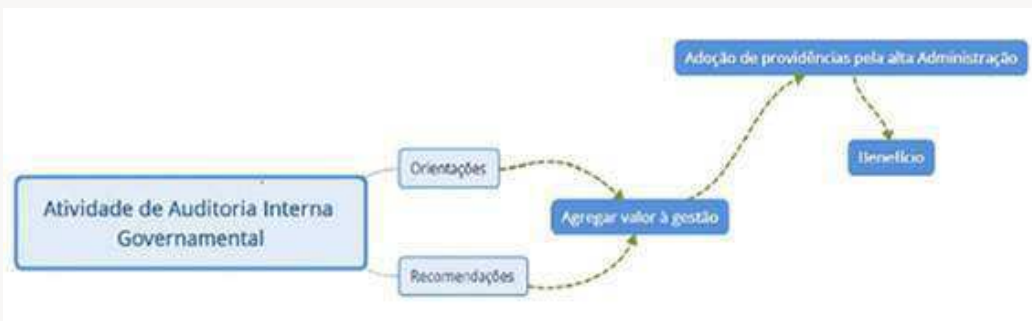 Adoção de providências pela alta Administração
Benefício
Orientações
Atividade de Auditoria Interna
Governamental
Agregar valor à gestão
Recomendações